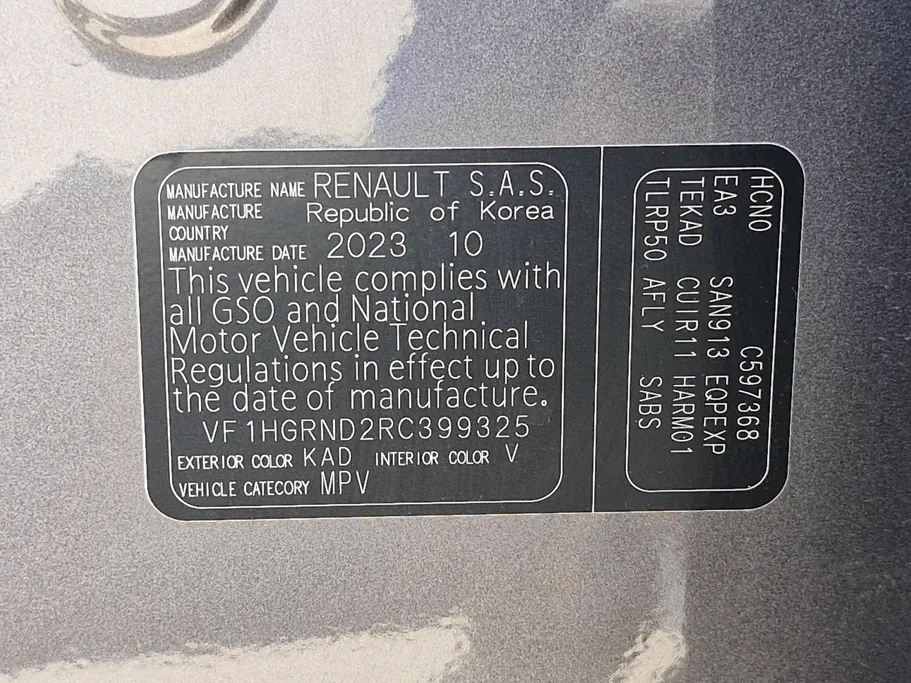 MANUFACTURE NAME RENAULT S.A.S.
MANUFACTURE COUNTRY Republic of Korea
MANUFACTURE DATE 2023 10
This vehicle complies with
all GSO and National
Motor Vehicle Technical
Regulations in effect up to
the date of manufacture.
VF1HGRND2RC399325
EXTERIOR COLOR KAD INTERIOR COLOR V
VEHICLE CATECORY MPV
HCNO C597368
EA3 SAN913 EQPEXP
TEKAD CUIR11 HARM01
TLRP50 AFLY SABS